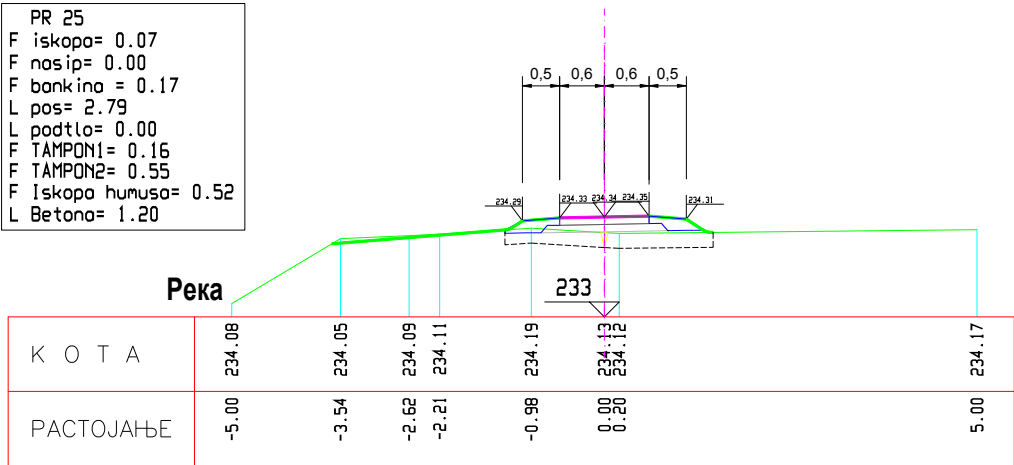 PR 25
F iskopa= 0.07
F nasip= 0.00
F bankina = 0.17
L pos= 2.79
L podtlo= 0.00
F TAMPON1= 0.16
F TAMPON2= 0.55
F Iskopa humusa= 0.52
L Betona= 1.20
0,5 0,6 0,6 0,5
234.29 234.33 234.34 234.35 234.31
Река
233
КОТА 234.08 234.05 234.09 234.11 234.19 234.13 234.12 234.17
РАСТОЈАЊЕ -5.00 -3.54 -2.62 -2.21 -0.98 0.00 0.20 5.00